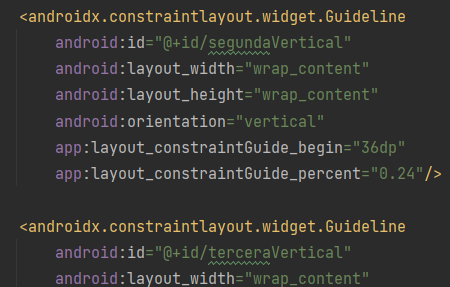 <androidx.constraintlayout.widget.Guideline
android:id="@+id/segundaVertical"
android:layout_width="wrap_content"
android:layout_height="wrap_content"
android:orientation="vertical"
app:layout_constraintGuide_begin="36dp"
app:layout_constraintGuide_percent="0.24"/>
<androidx.constraintlayout.widget.Guideline
android:id="@+id/terceraVertical"
android:layout_width="wrap_content"